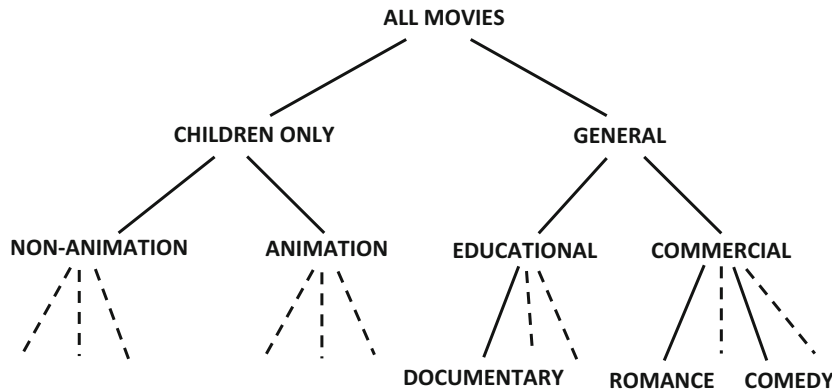 ALL MOVIES
CHILDREN ONLY
GENERAL
NON-ANIMATION
ANIMATION
EDUCATIONAL
COMMERCIAL
DOCUMENTARY
ROMANCE
COMEDY